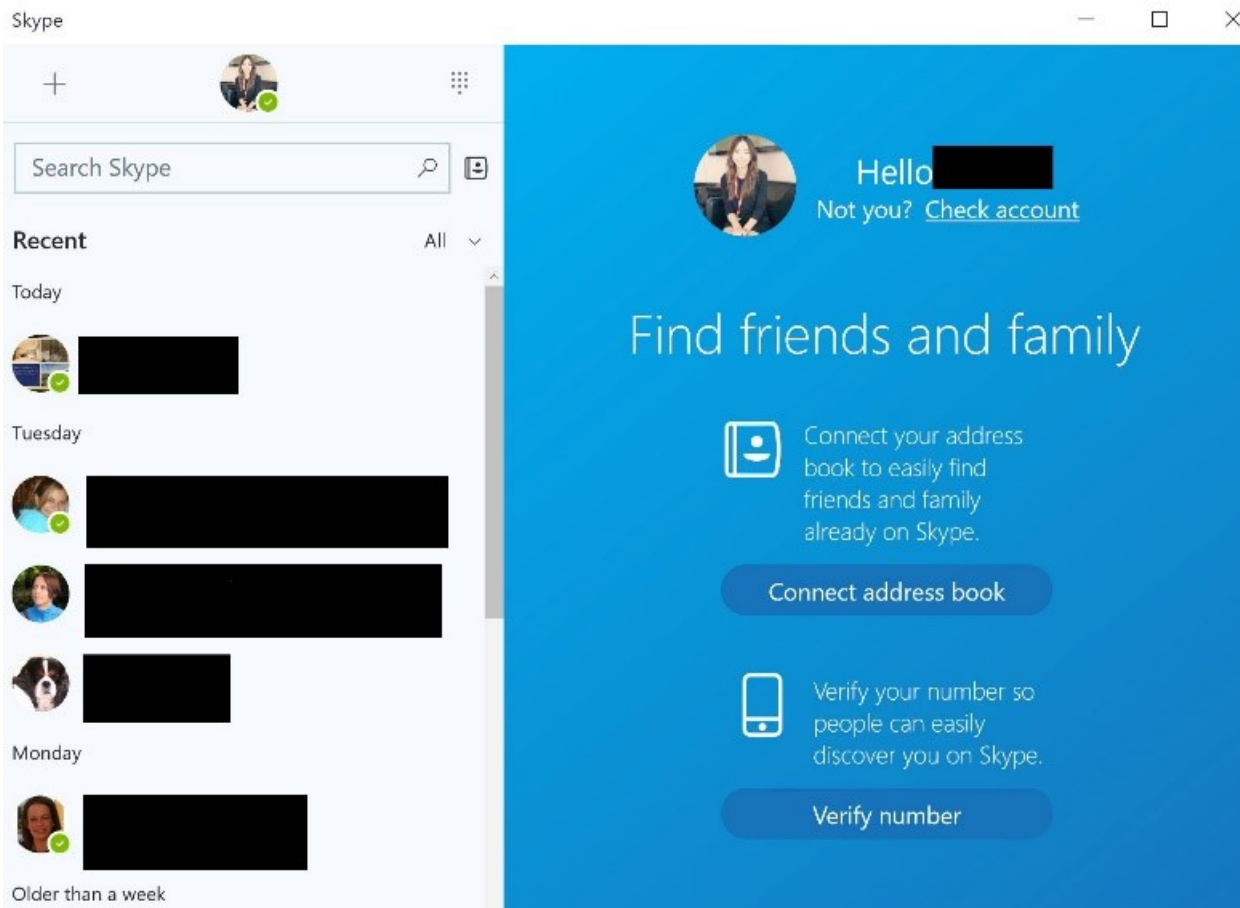 Skype
Search Skype
Recent
All
Today
Tuesday
Monday
Older than a week
Hello
Not you? Check account
Find friends and family
Connect your address
book to easily find
friends and family
already on Skype.
Connect address book
Verify your number so
people can easily
discover you on Skype.
Verify number